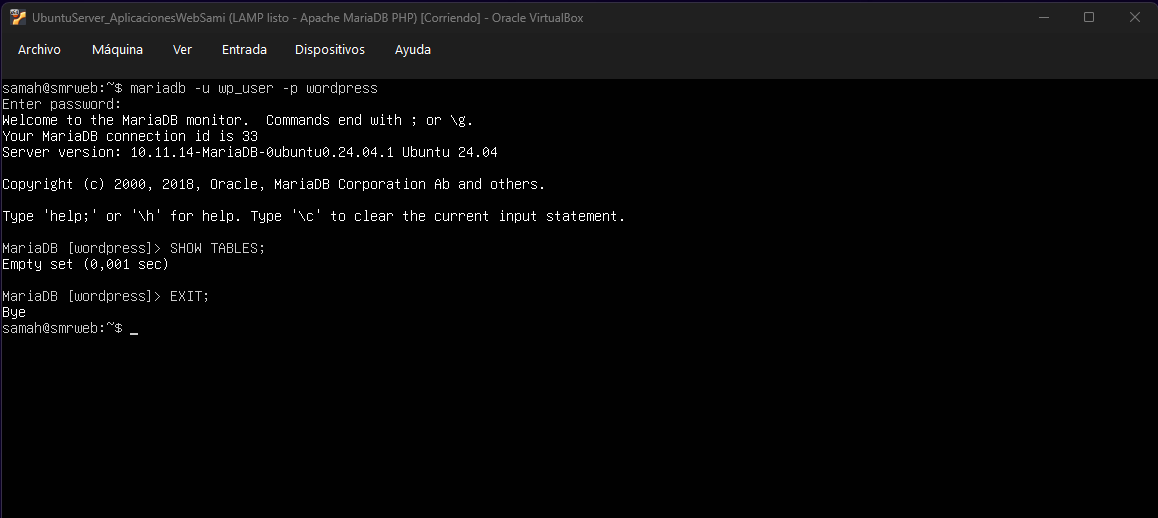 UbuntuServer_AplicacionesWebSami (LAMP listo - Apache MariaDB PHP) [Corriendo] - Oracle VirtualBox
Archivo Máquina Ver Entrada Dispositivos Ayuda
samah@smrweb:~$ mariadb -u wp_user -p wordpress
Enter password:
Welcome to the MariaDB monitor.  Commands end with ; or \g.
Your MariaDB connection id is 33
Server version: 10.11.14-MariaDB-0ubuntu0.24.04.1 Ubuntu 24.04
Copyright (c) 2000, 2018, Oracle, MariaDB Corporation Ab and others.
Type 'help;' or '\h' for help. Type '\c' to clear the current input statement.
MariaDB [wordpress]> SHOW TABLES;
Empty set (0,001 sec)
MariaDB [wordpress]> EXIT;
Bye
samah@smrweb:~$ _